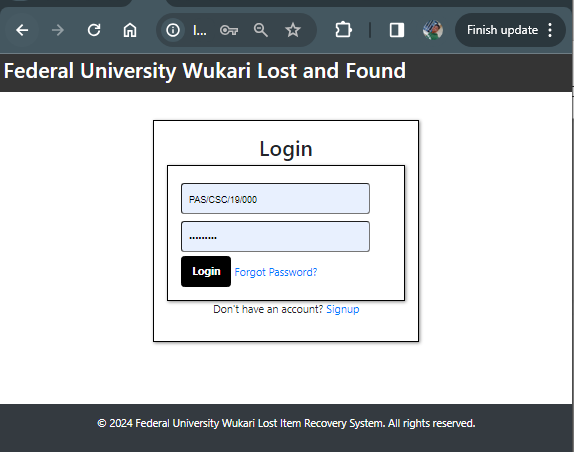 I...
Finish update
Federal University Wukari Lost and Found
Login
PAS/CSC/19/000
•••••••••
Login Forgot Password?
Don't have an account? Signup
© 2024 Federal University Wukari Lost Item Recovery System. All rights reserved.